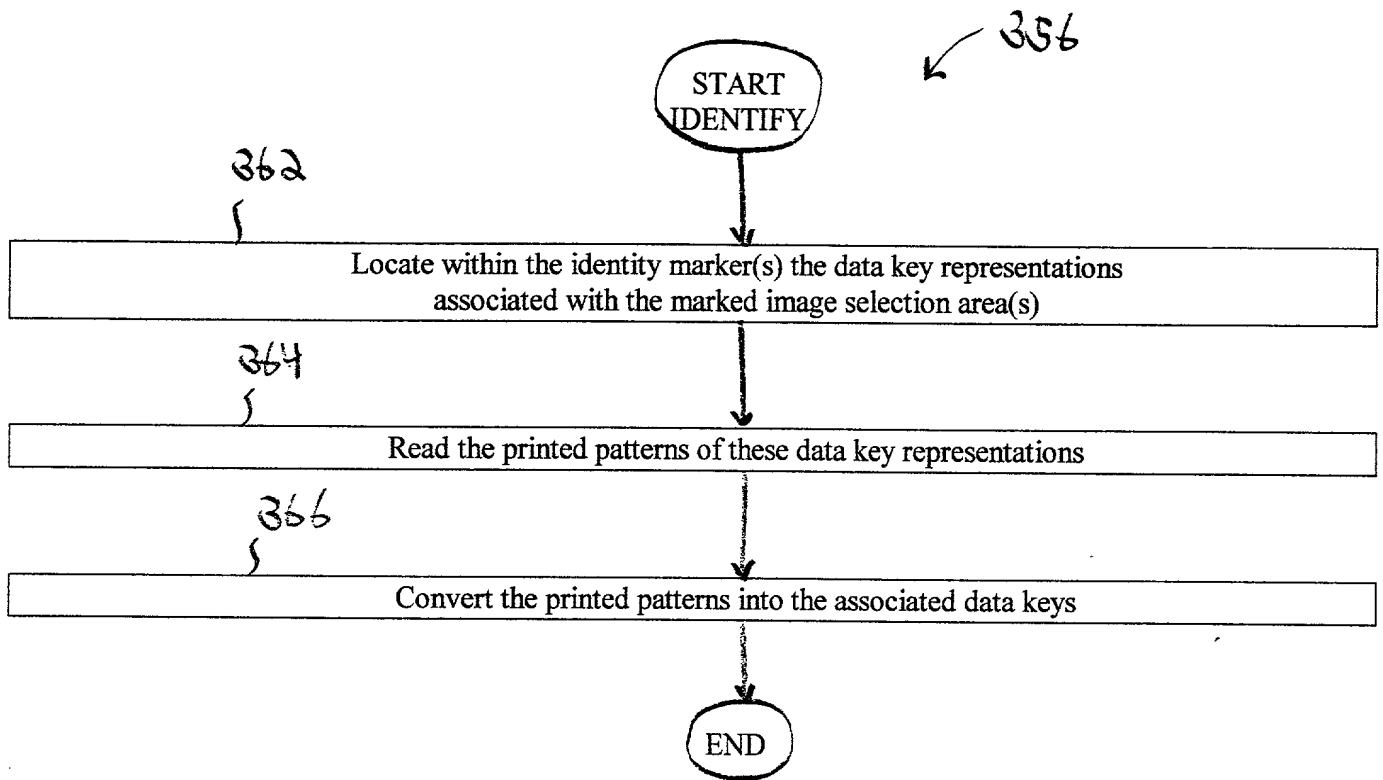 356
START
IDENTIFY
362
Locate within the identity marker(s) the data key representations
associated with the marked image selection area(s)
364
Read the printed patterns of these data key representations
366
Convert the printed patterns into the associated data keys
END